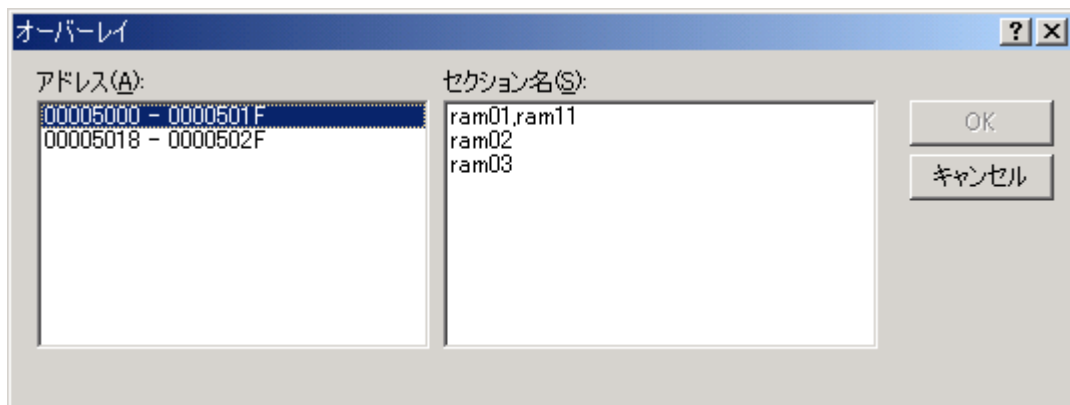 オーバーレイ
アドレス(A):
00005000 - 0000501F
00005018 - 0000502F
セクション名(S):
ram01,ram11
ram02
ram03
OK
キャンセル